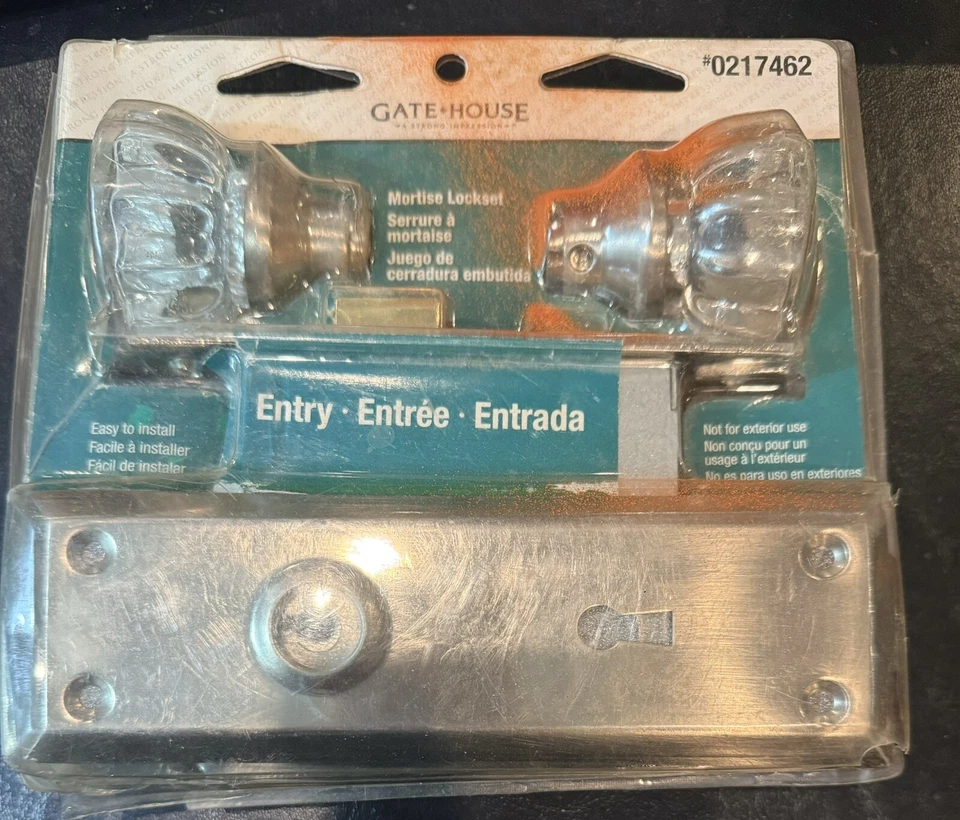 #0217462
GATE·HOUSE
A STRONG IMPRESSION
Mortise Lockset
Serrure à
mortaise
Juego de
cerradura embutida
Entry · Entrée · Entrada
Easy to install
Facile à installer
Fácil de instalar
Not for exterior use
Non conçu pour un
usage à l'extérieur
No es para uso en exteriores